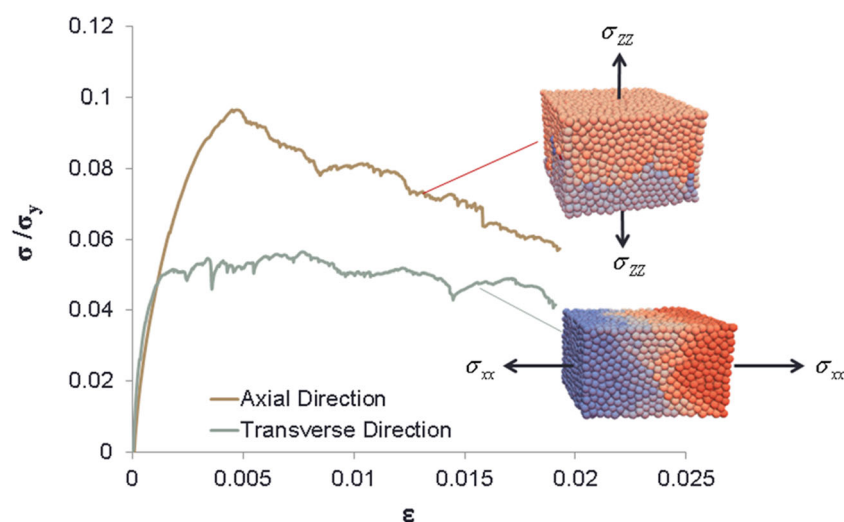 0.12
0.1
0.08
0.06
0.04
0.02
0
σ/σy
σZZ
σZZ
σxx
σxx
Axial Direction
Transverse Direction
0
0.005
0.01
0.015
0.02
0.025
ε